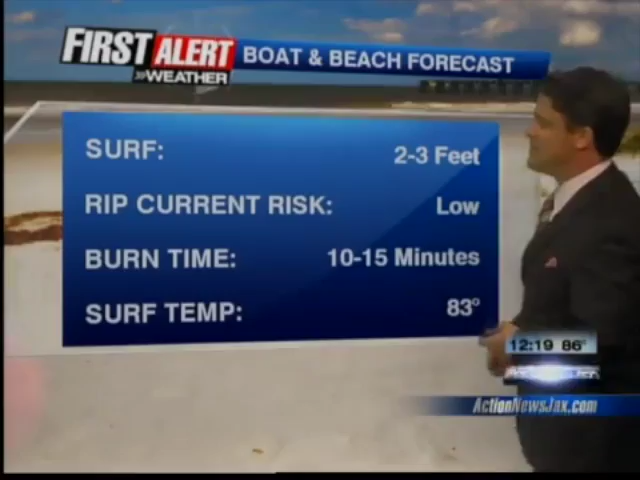 FIRST ALERT
WEATHER
BOAT & BEACH FORECAST
SURF: 2-3 Feet
RIP CURRENT RISK: Low
BURN TIME: 10-15 Minutes
SURF TEMP: 83°
12:19 86°
ActionNewsJax.com